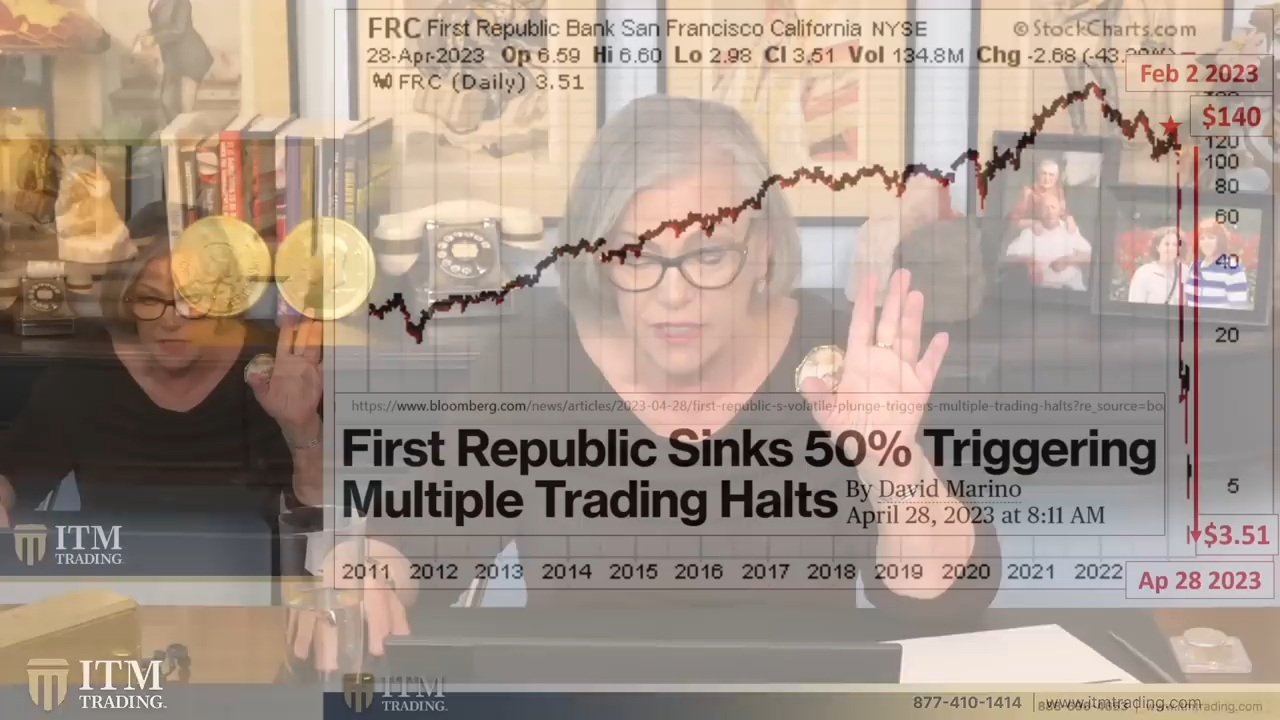 FRC First Republic Bank San Francisco California NYSE
© StockCharts.com
28-Apr-2023 Op 6.59 Hi 6.60 Lo 2.98 Cl 3.51 Vol 134.8M Chg -2.68
FRC (Daily) 3.51
Feb 2 2023
$140
120
100
80
60
40
20
5
https://www.bloomberg.com/news/articles/2023-04-28/first-republic-s-volatile-plunge-triggers-multiple-trading-halts?re_source=bo
First Republic Sinks 50% Triggering
Multiple Trading Halts
By David Marino
April 28, 2023 at 8:11 AM
$3.51
2011 2012 2013 2014 2015 2016 2017 2018 2019 2020 2021 2022
Ap 28 2023
ITM
TRADING.
ITM
TRADING.
ITM
TRADING.
877-410-1414 | www.itmtrading.com
www.itmtrading.com